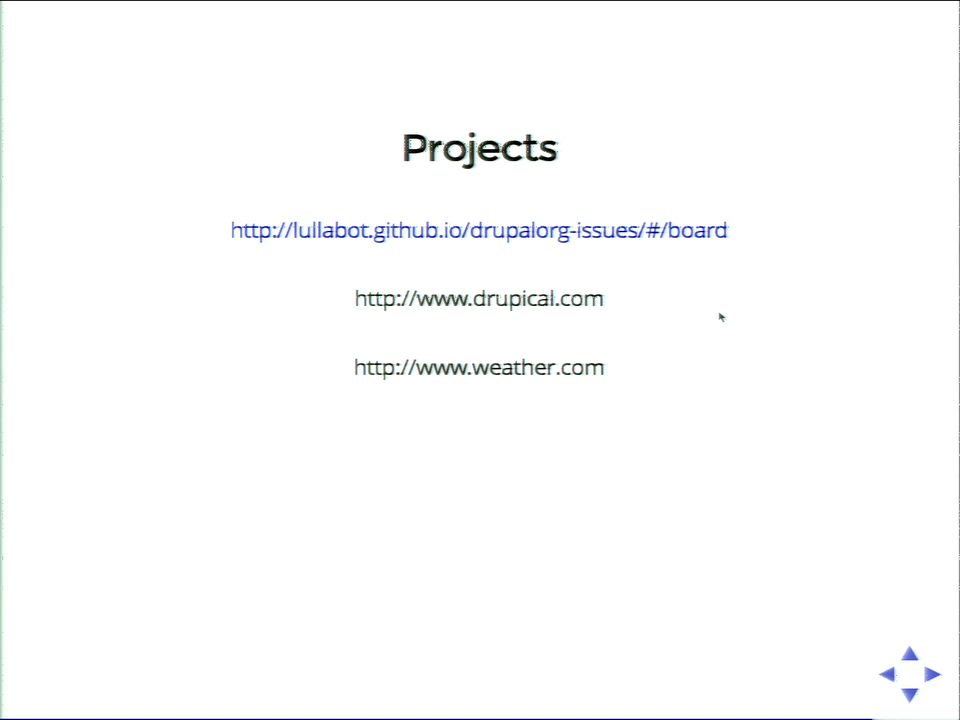 Projects
http://lullabot.github.io/drupalorg-issues/#/board
http://www.drupical.com
http://www.weather.com